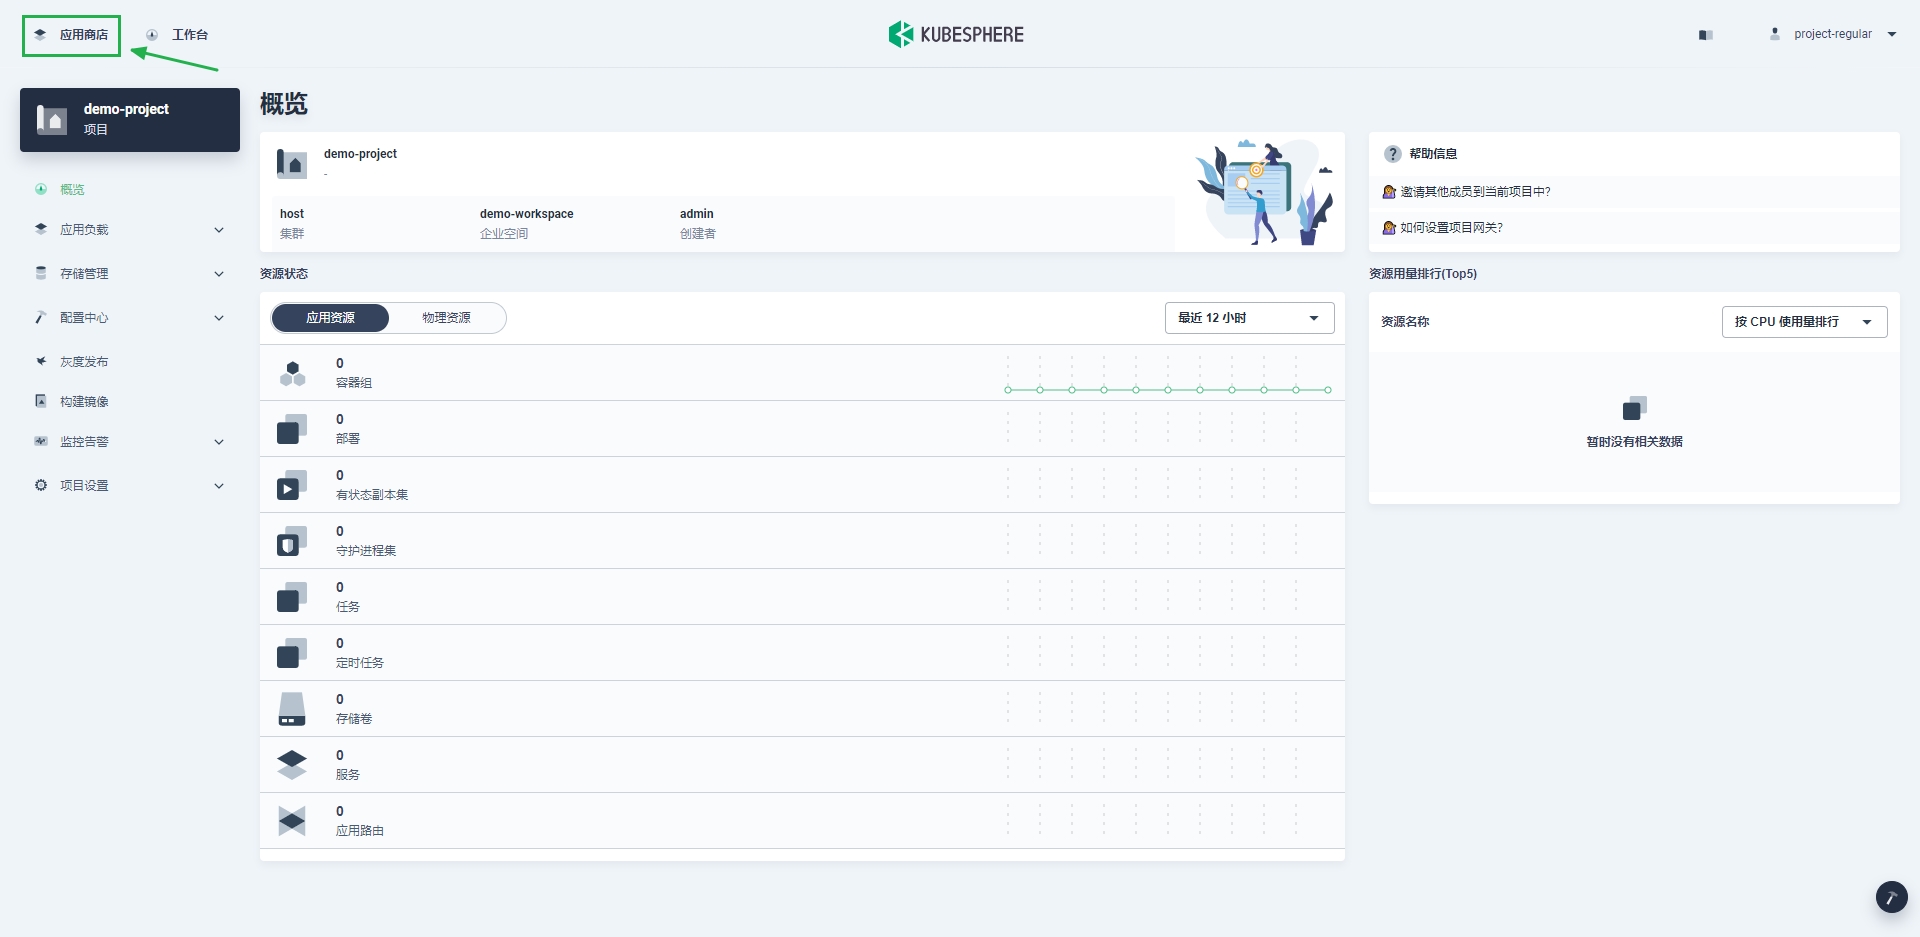 应用商店
工作台
KUBESPHERE
project-regular
demo-project
项目
概览
应用负载
存储管理
配置中心
灰度发布
构建镜像
监控告警
项目设置
概览
demo-project
-
host
集群
demo-workspace
企业空间
admin
创建者
帮助信息
邀请其他成员到当前项目中?
如何设置项目网关?
资源状态
应用资源
物理资源
最近 12 小时
0
容器组
0
部署
0
有状态副本集
0
守护进程集
0
任务
0
定时任务
0
存储卷
0
服务
0
应用路由
资源用量排行(Top5)
资源名称
按 CPU 使用量排行
暂时没有相关数据